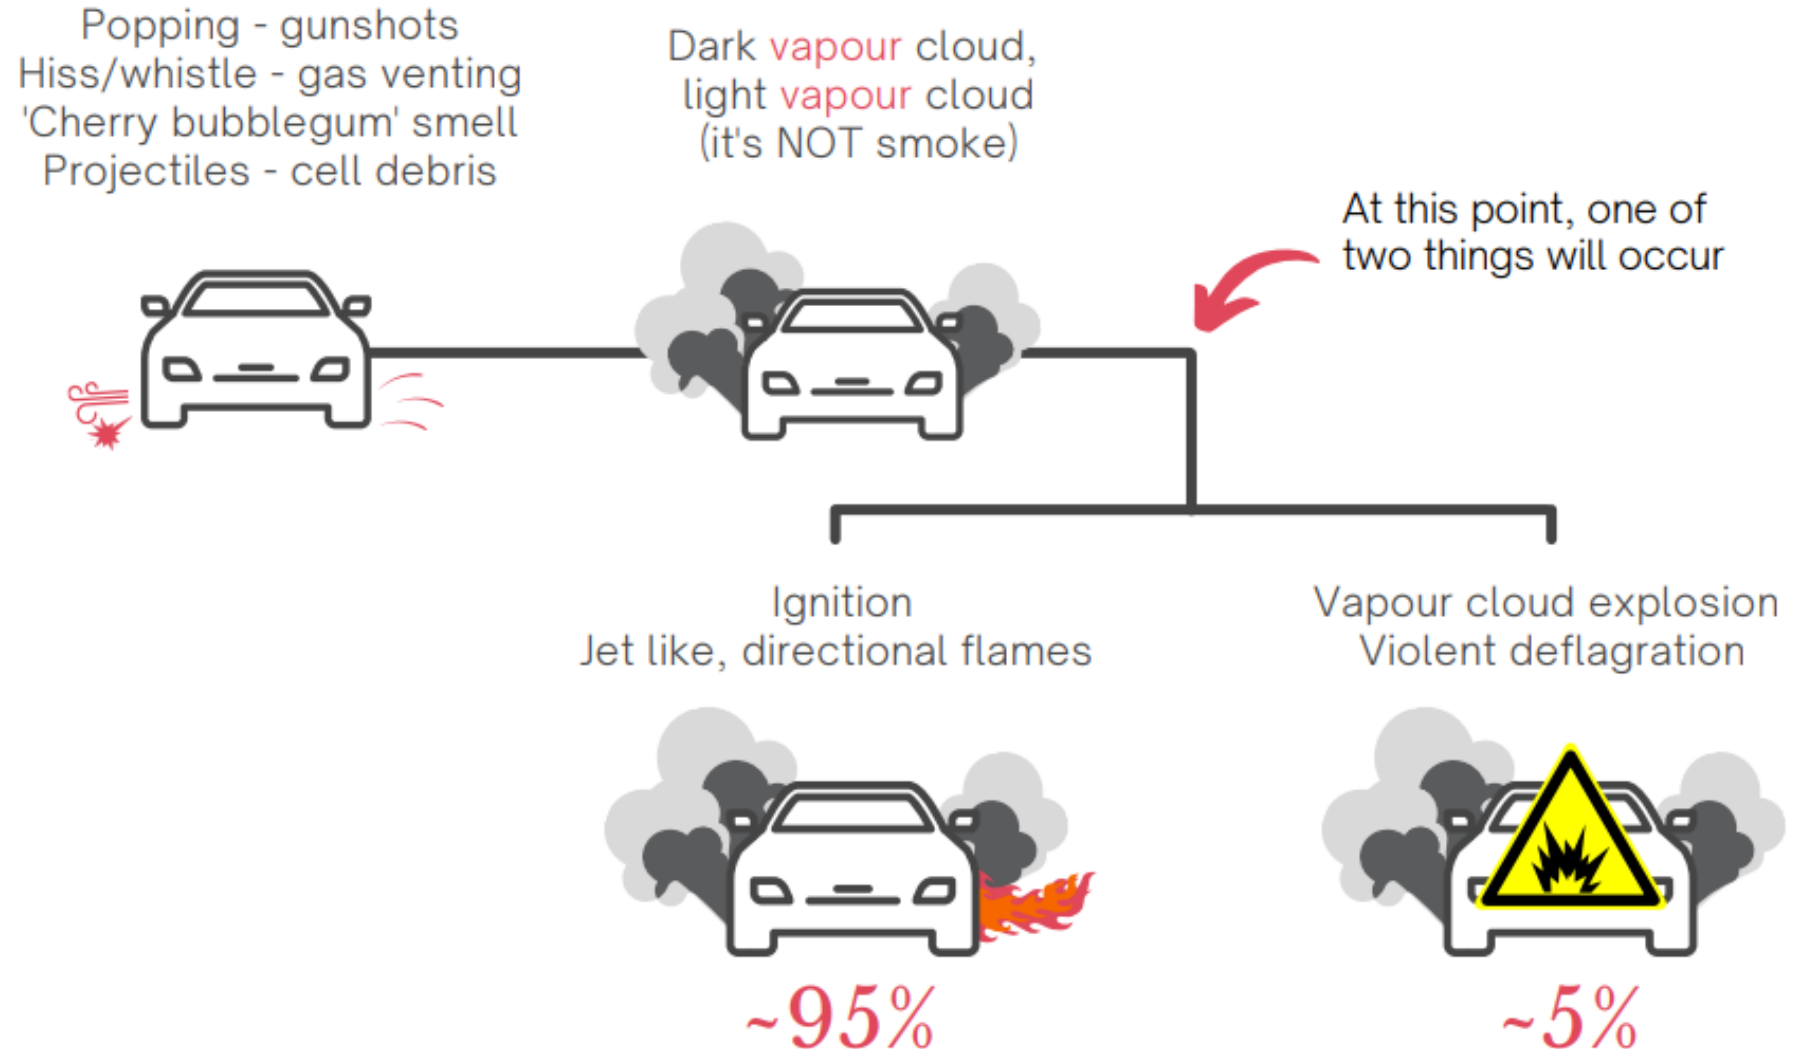 Popping - gunshots
Hiss/whistle - gas venting
'Cherry bubblegum' smell
Projectiles - cell debris
Dark vapour cloud,
light vapour cloud
(it's NOT smoke)
At this point, one of
two things will occur
Ignition
Jet like, directional flames
~95%
Vapour cloud explosion
Violent deflagration
~5%